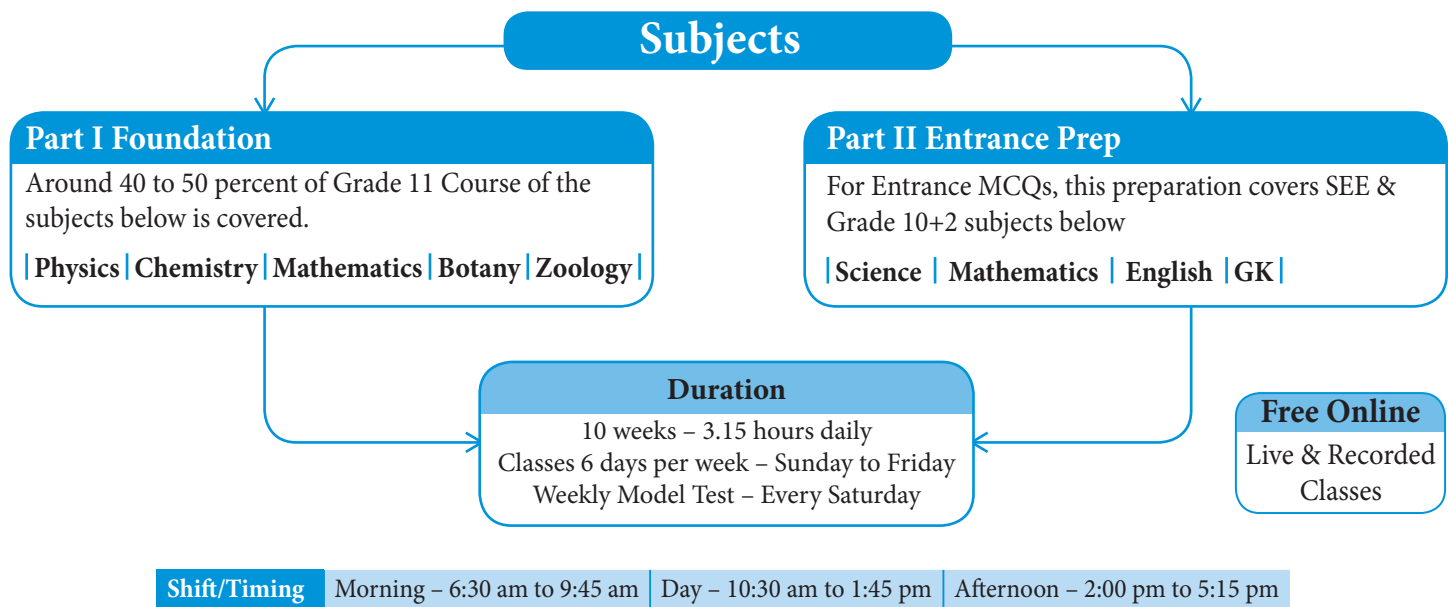 Subjects
Part I Foundation
Around 40 to 50 percent of Grade 11 Course of the
subjects below is covered.
|Physics|Chemistry|Mathematics|Botany|Zoology|
Part II Entrance Prep
For Entrance MCQs, this preparation covers SEE &
Grade 10+2 subjects below
|Science | Mathematics | English |GK|
Duration
10 weeks – 3.15 hours daily
Classes 6 days per week – Sunday to Friday
Weekly Model Test – Every Saturday
Free Online
Live & Recorded
Classes
Shift/Timing Morning – 6:30 am to 9:45 am Day – 10:30 am to 1:45 pm Afternoon – 2:00 pm to 5:15 pm